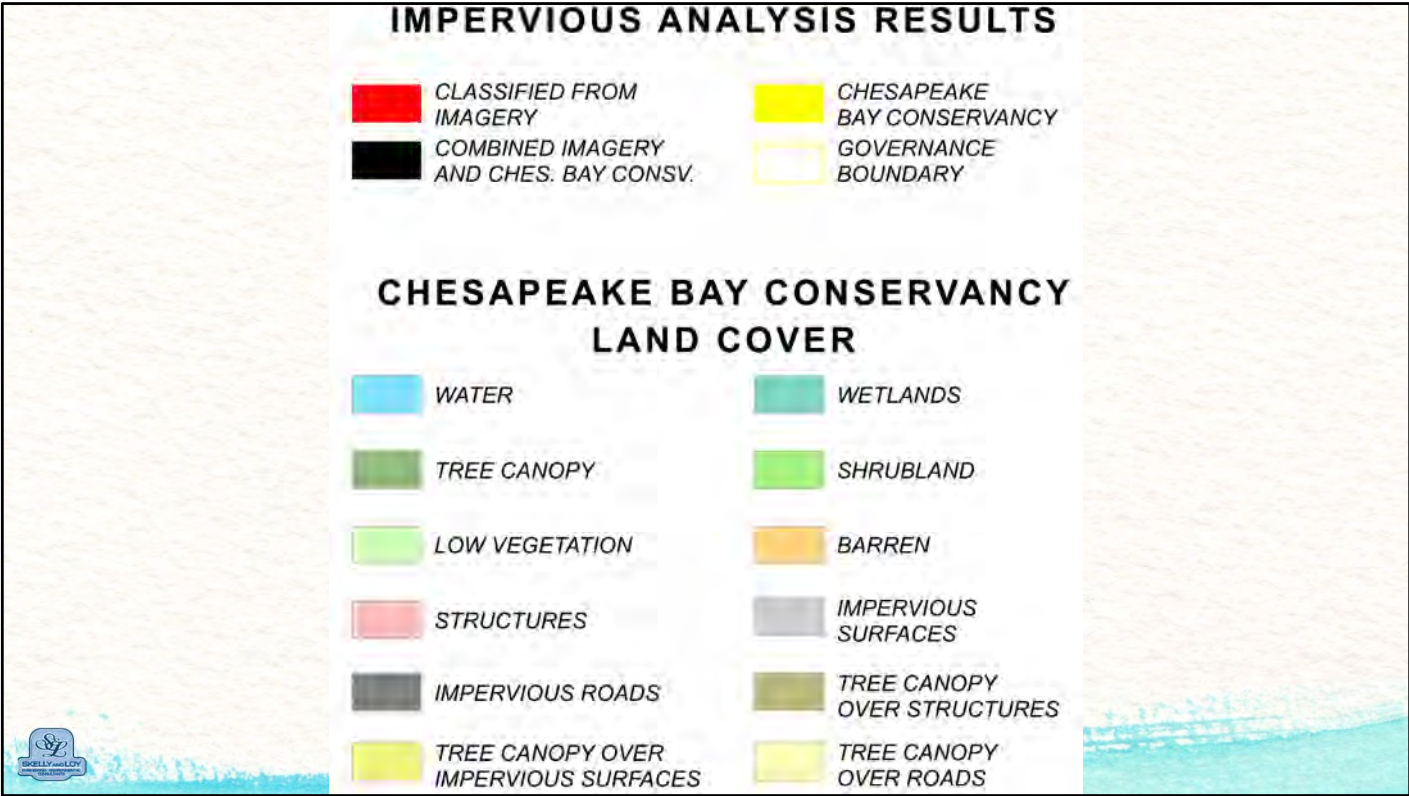 IMPERVIOUS ANALYSIS RESULTS
CLASSIFIED FROM
IMAGERY
CHESAPEAKE
BAY CONSERVANCY
COMBINED IMAGERY
AND CHES. BAY CONSV.
GOVERNANCE
BOUNDARY
CHESAPEAKE BAY CONSERVANCY
LAND COVER
WATER
WETLANDS
TREE CANOPY
SHRUBLAND
LOW VEGETATION
BARREN
STRUCTURES
IMPERVIOUS
SURFACES
IMPERVIOUS ROADS
TREE CANOPY
OVER STRUCTURES
TREE CANOPY OVER
IMPERVIOUS SURFACES
TREE CANOPY
OVER ROADS
SL
SKELLY AND LOY